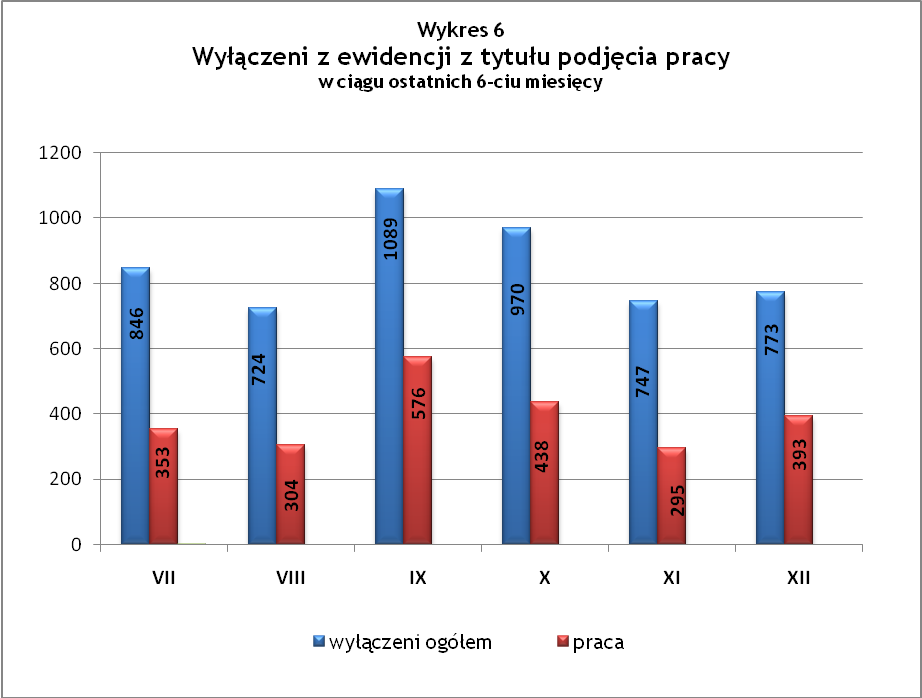 Wykres 6
Wyłączeni z ewidencji z tytułu podjęcia pracy
w ciągu ostatnich 6-ciu miesięcy
1200
1000
800
600
400
200
0
846
353
724
304
1089
576
970
438
747
295
773
393
VII
VIII
IX
X
XI
XII
wyłączeni ogółem
praca